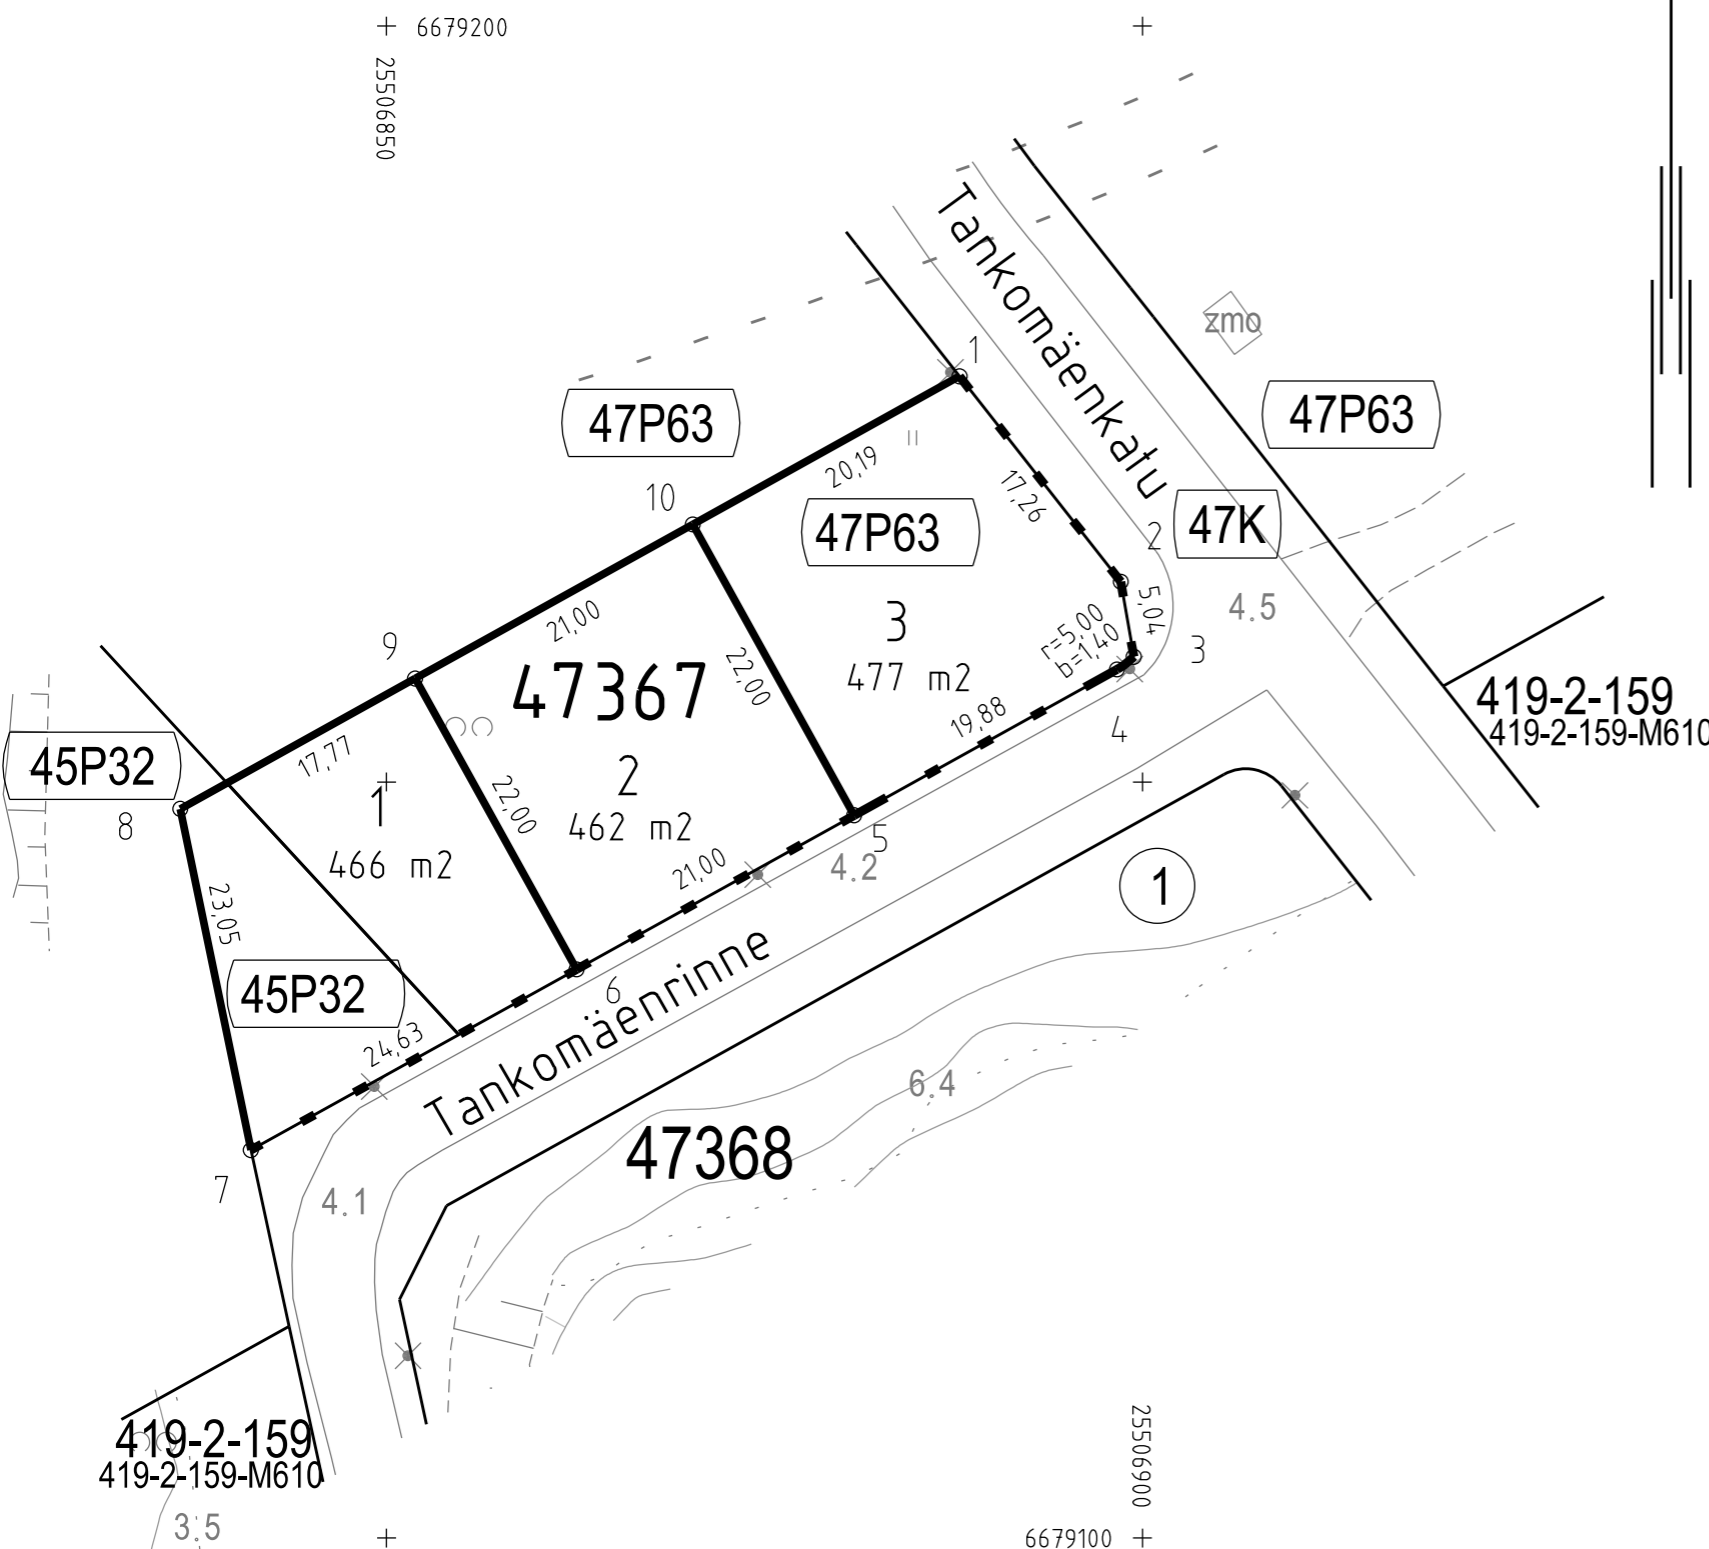 6679200
25506850
Tankomäenkatu
zmo
1
47P63
47P63
20,19
17,26
10
47P63
2
47K
3
477 m2
r=5,00
b=1,40
5,04
4.5
3
21,00
9
47367
22,00
419-2-159
419-2-159-M610
19,88
4
45P32
17,77
2
462 m2
22,00
8
1
466 m2
5
4.2
21,00
1
23,05
45P32
6
Tankomäenrinne
24,63
6.4
47368
7
4.1
419-2-159
419-2-159-M610
3.5
25506900
6679100